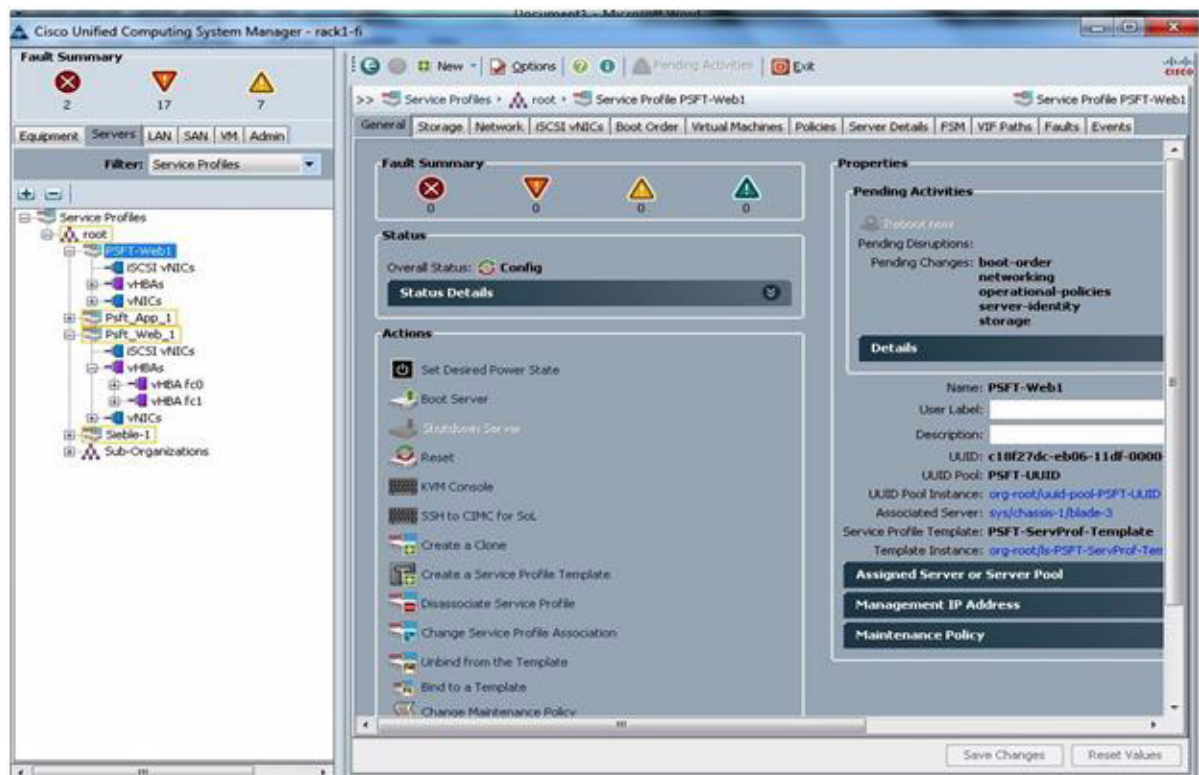 Document3 - Microsoft Word
Cisco Unified Computing System Manager - rack1-fi
Fault Summary
2 17 7
Equipment Servers LAN SAN VM Admin
Filter: Service Profiles
Service Profiles
root
PSFT-Web1
iSCSI vNICs
vHBAs
vNICs
Psft_App_1
Psft_Web_1
iSCSI vNICs
vHBAs
vHBA fc0
vHBA fc1
vNICs
Sieble-1
Sub-Organizations
New Options Pending Activities Exit
CISCO
>> Service Profiles root Service Profile PSFT-Web1
Service Profile PSFT-Web1
General Storage Network iSCSI vNICs Boot Order Virtual Machines Policies Server Details FSM VIF Paths Faults Events
Fault Summary
0 0 0 0
Status
Overall Status: Config
Status Details
Actions
Set Desired Power State
Boot Server
Shutdown Server
Reset
KVM Console
SSH to CIMC for SoL
Create a Clone
Create a Service Profile Template
Disassociate Service Profile
Change Service Profile Association
Unbind from the Template
Bind to a Template
Change Maintenance Policy
Properties
Pending Activities
Reboot now
Pending Disruptions:
Pending Changes: boot-order
networking
operational-policies
server-identity
storage
Details
Name: PSFT-Web1
User Label:
Description:
UUID: c18f27dc-eb06-11df-0000-
UUID Pool: PSFT-UUID
UUID Pool Instance: org-root/uuid-pool-PSFT-UUID
Associated Server: sys/chassis-1/blade-3
Service Profile Template: PSFT-ServProf-Template
Template Instance: org-root/ls-PSFT-ServProf-Tem
Assigned Server or Server Pool
Management IP Address
Maintenance Policy
Save Changes Reset Values